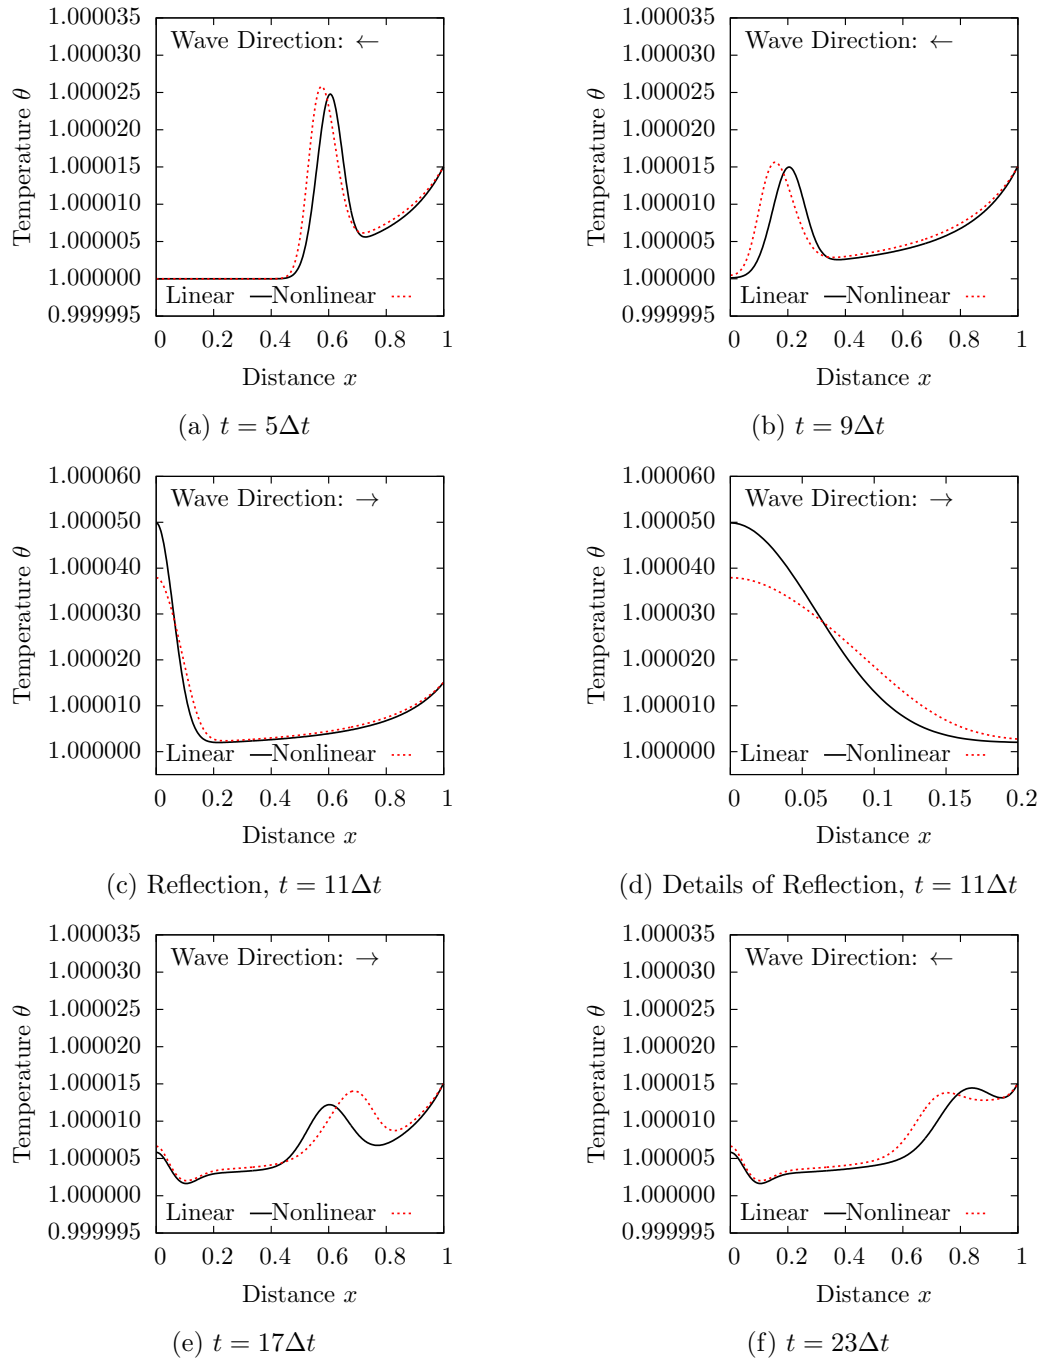 1.000035
1.000030
1.000025
1.000020
1.000015
1.000010
1.000005
1.000000
0.999995
Temperature θ
Wave Direction: ←
Linear
Nonlinear
0 0.2 0.4 0.6 0.8 1
Distance x
(a) t = 5Δt
1.000035
1.000030
1.000025
1.000020
1.000015
1.000010
1.000005
1.000000
0.999995
Temperature θ
Wave Direction: ←
Linear
Nonlinear
0 0.2 0.4 0.6 0.8 1
Distance x
(b) t = 9Δt
1.000060
1.000050
1.000040
1.000030
1.000020
1.000010
1.000000
Temperature θ
Wave Direction: →
Linear
Nonlinear
0 0.2 0.4 0.6 0.8 1
Distance x
(c) Reflection, t = 11Δt
1.000060
1.000050
1.000040
1.000030
1.000020
1.000010
1.000000
Temperature θ
Wave Direction: →
Linear
Nonlinear
0 0.05 0.1 0.15 0.2
Distance x
(d) Details of Reflection, t = 11Δt
1.000035
1.000030
1.000025
1.000020
1.000015
1.000010
1.000005
1.000000
0.999995
Temperature θ
Wave Direction: →
Linear
Nonlinear
0 0.2 0.4 0.6 0.8 1
Distance x
(e) t = 17Δt
1.000035
1.000030
1.000025
1.000020
1.000015
1.000010
1.000005
1.000000
0.999995
Temperature θ
Wave Direction: ←
Linear
Nonlinear
0 0.2 0.4 0.6 0.8 1
Distance x
(f) t = 23Δt